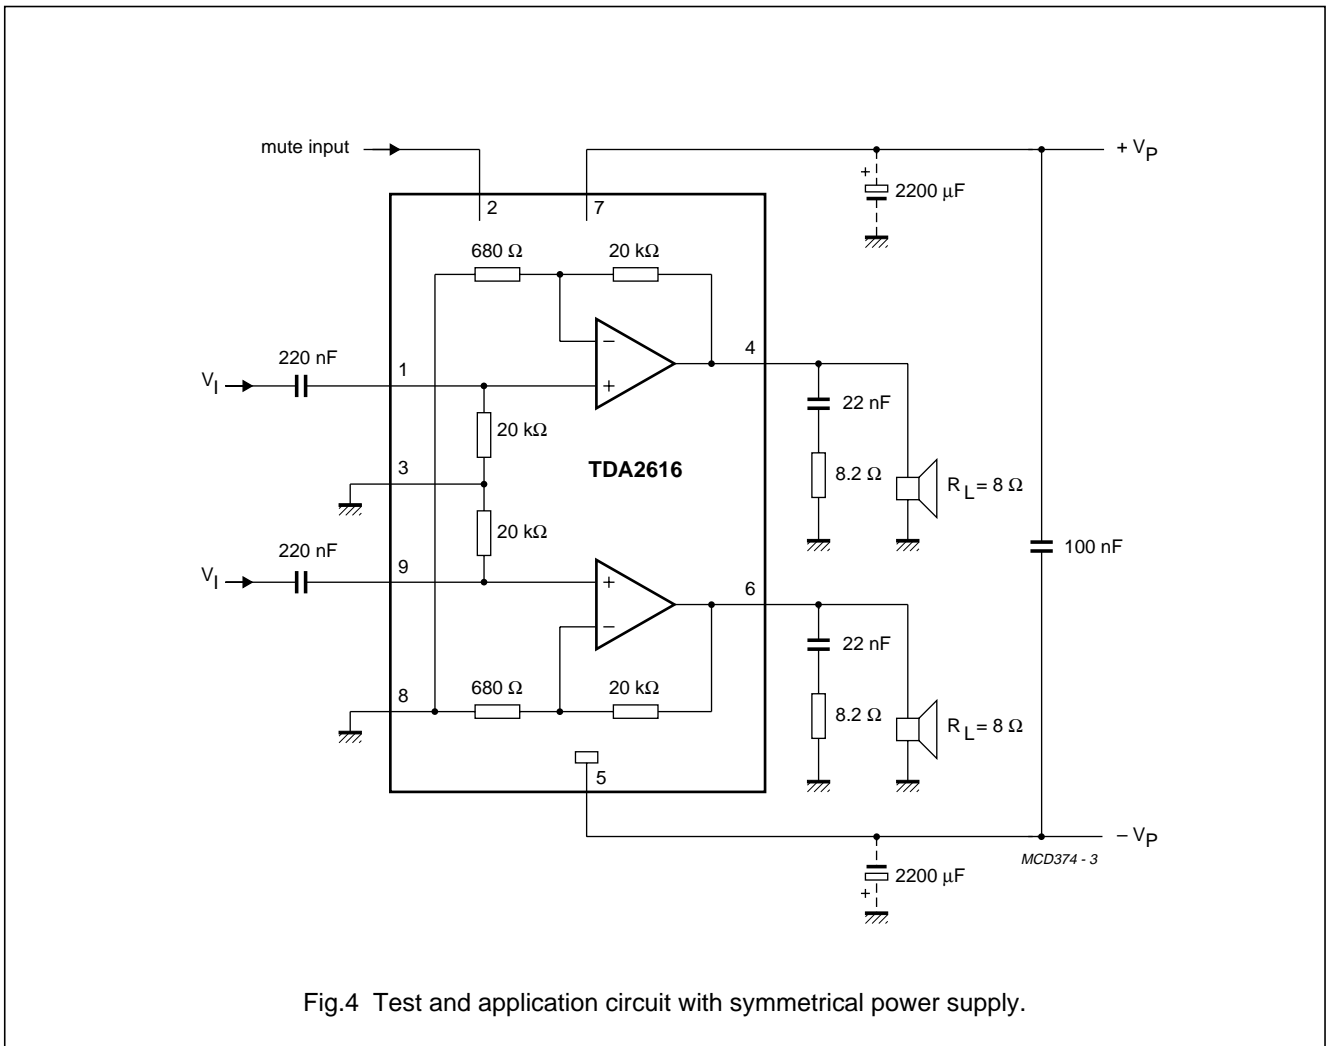 mute input
+ V_P
+
2200 µF
2
7
680 Ω
20 kΩ
4
220 nF
1
V_I
−
+
22 nF
20 kΩ
3
TDA2616
8.2 Ω
R_L = 8 Ω
20 kΩ
220 nF
9
V_I
100 nF
+
−
6
22 nF
8
680 Ω
20 kΩ
8.2 Ω
R_L = 8 Ω
5
− V_P
MCD374 - 3
2200 µF
+
Fig.4 Test and application circuit with symmetrical power supply.